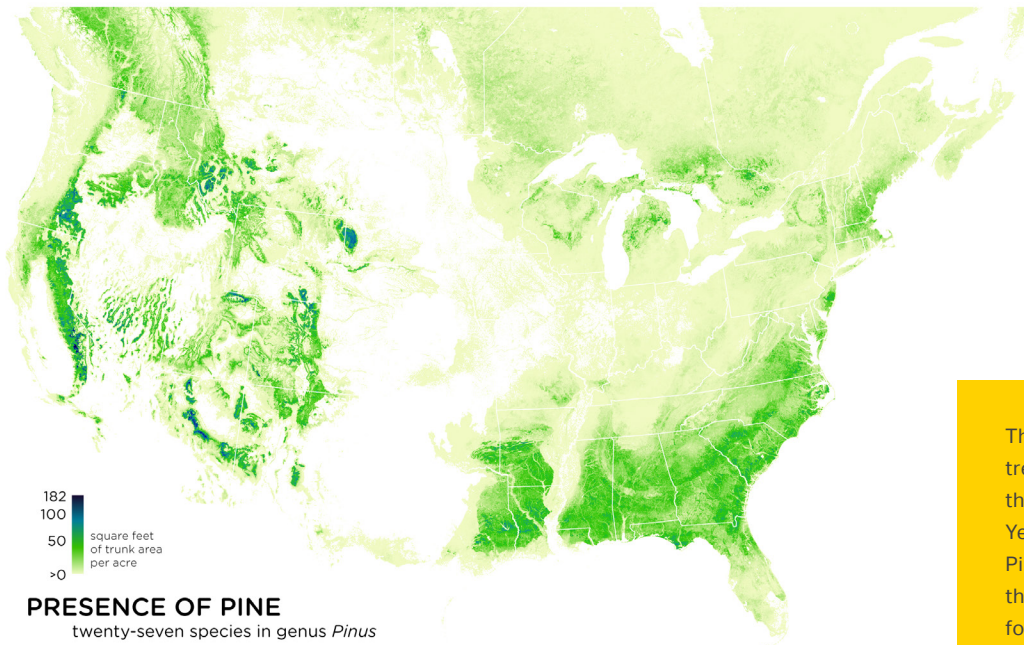 182
100
50
>0
square feet
of trunk area
per acre
PRESENCE OF PINE
twenty-seven species in genus Pinus